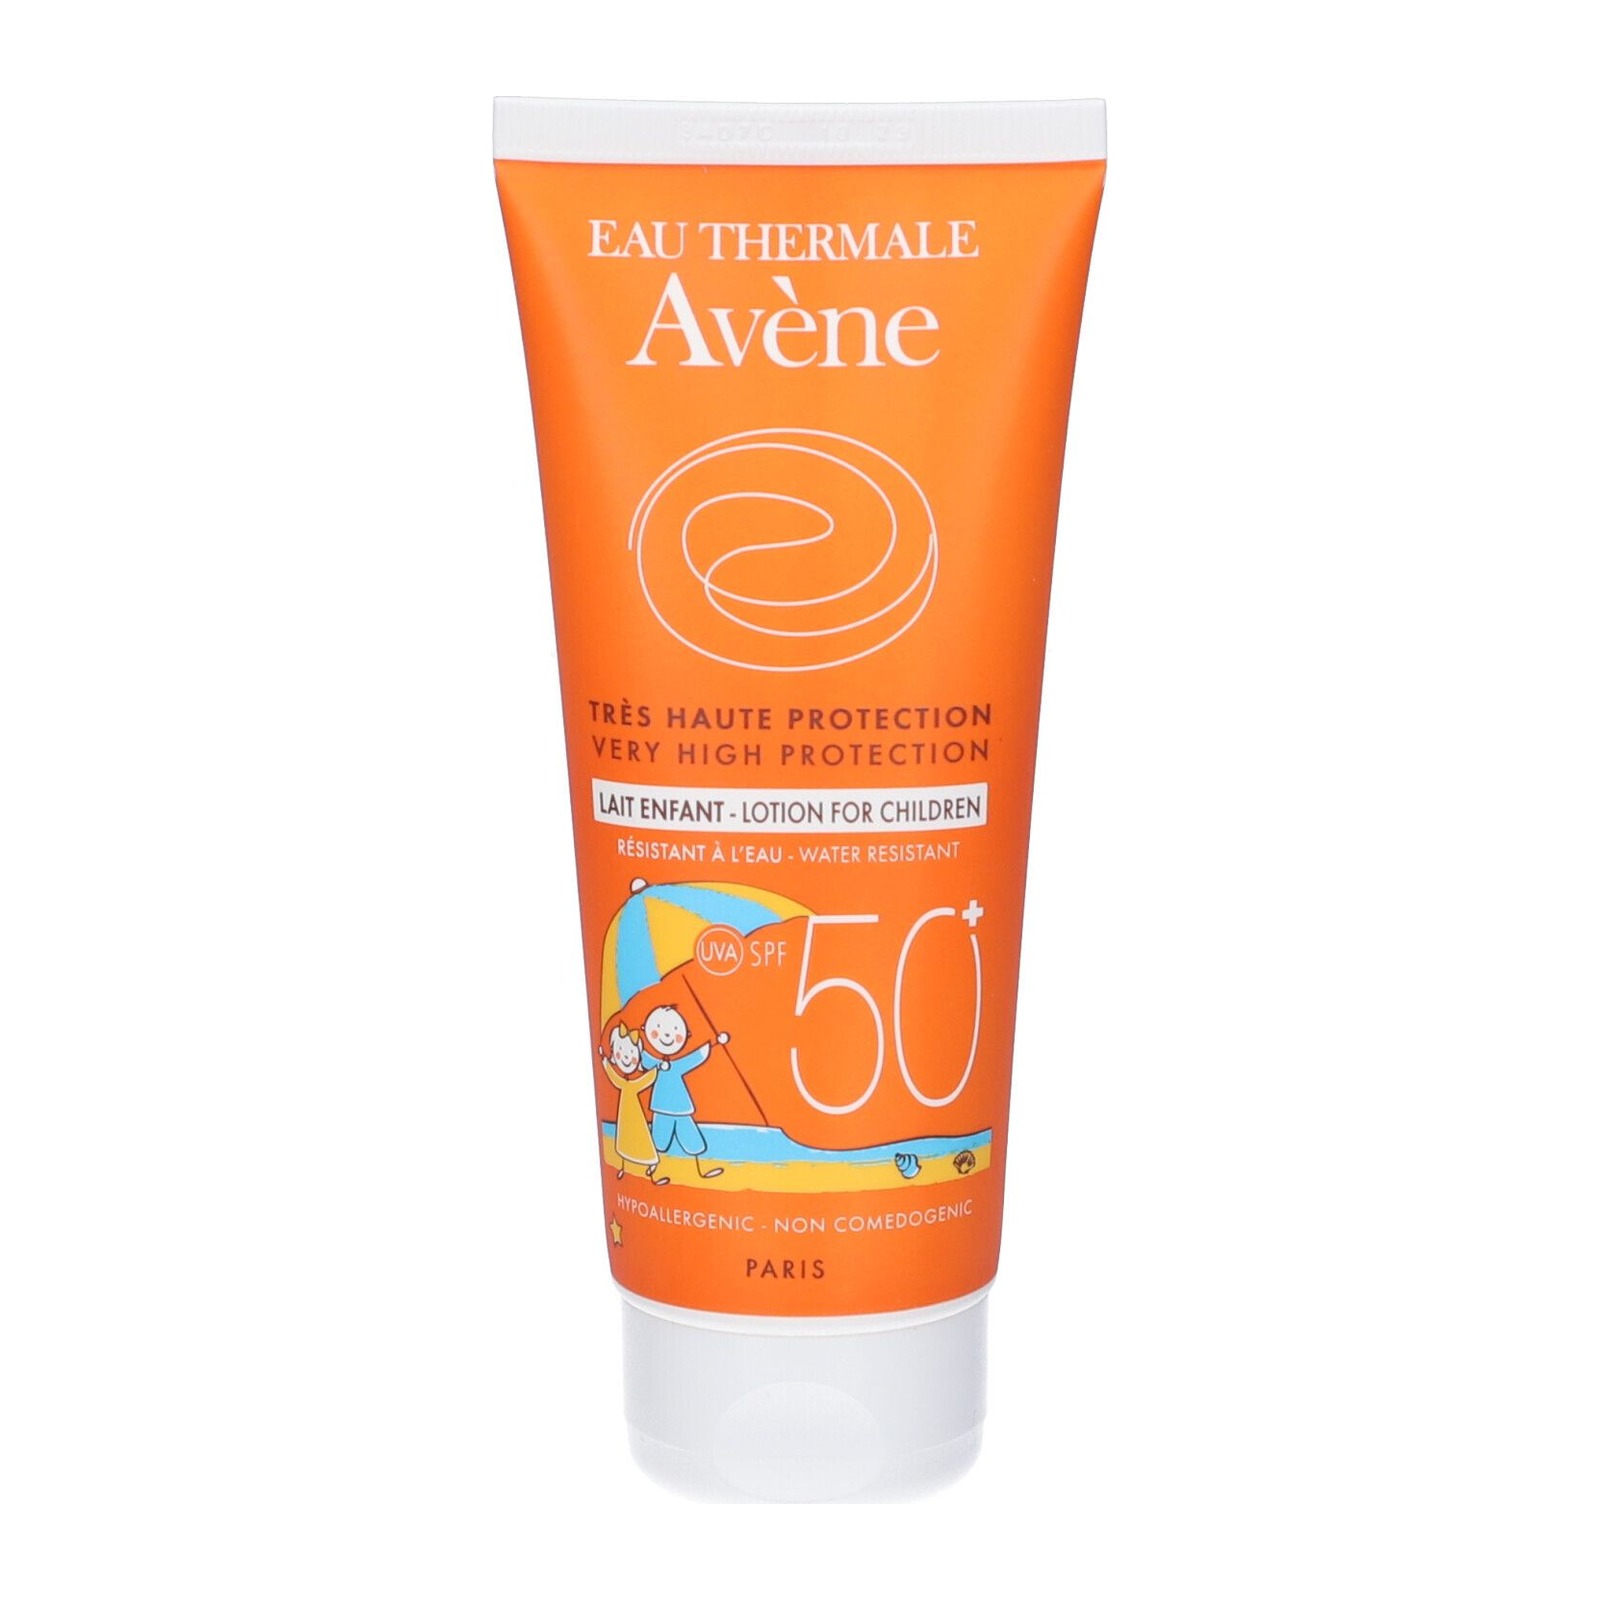 EAU THERMALE
Avène
TRÈS HAUTE PROTECTION
VERY HIGH PROTECTION
LAIT ENFANT - LOTION FOR CHILDREN
RÉSISTANT À L'EAU - WATER RESISTANT
UVA SPF 50+
HYPOALLERGENIC - NON COMEDOGENIC
PARIS